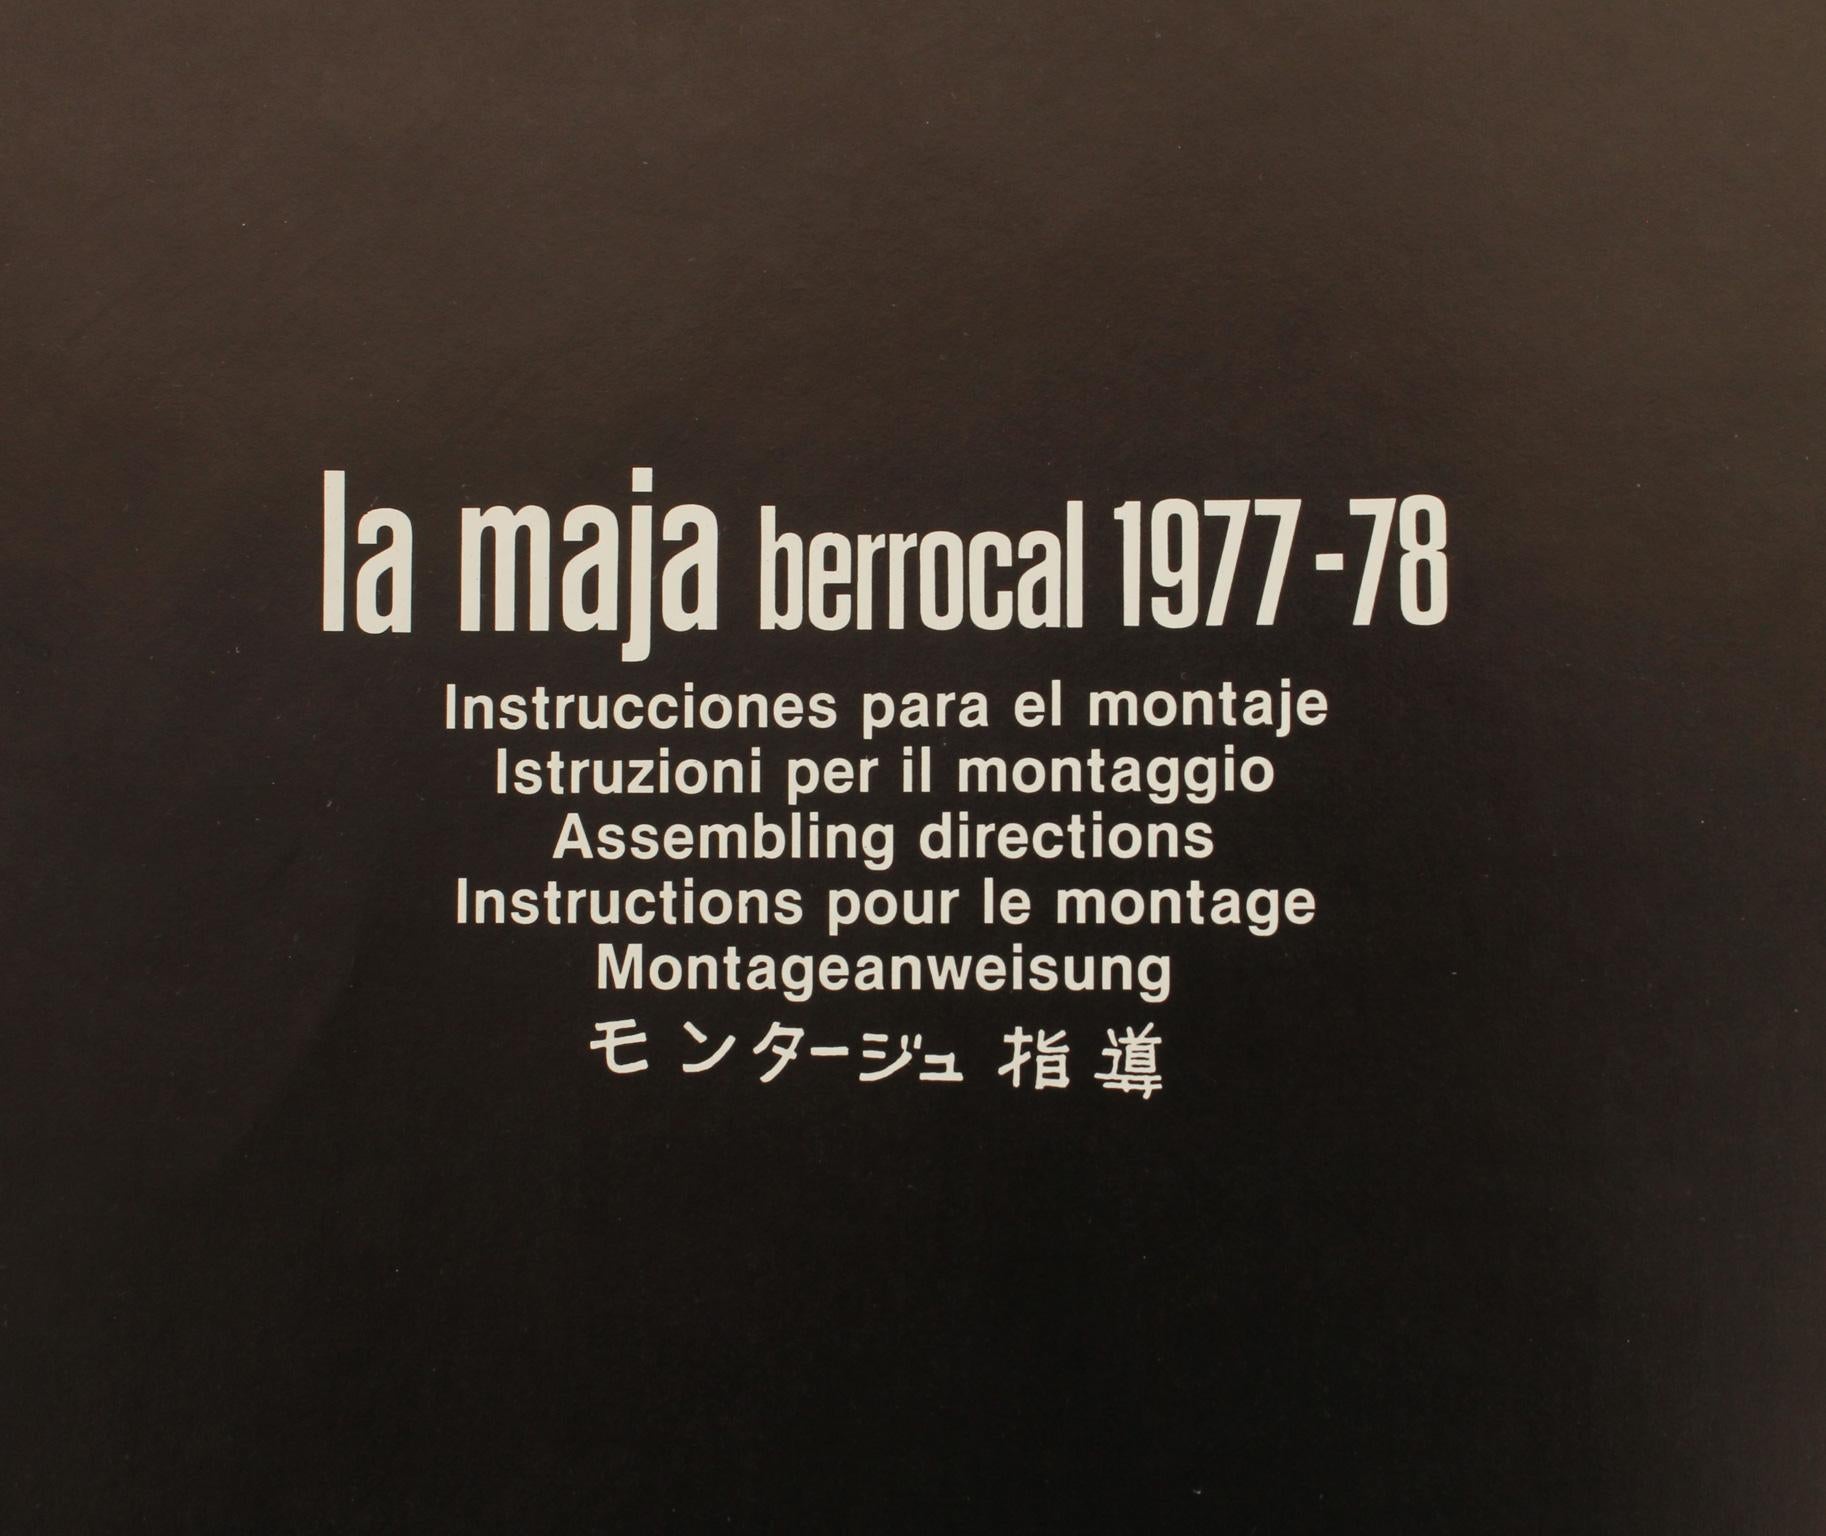 la maja berrocal 1977-78
Instrucciones para el montaje
Istruzioni per il montaggio
Assembling directions
Instructions pour le montage
Montageanweisung
モンタージュ 指導